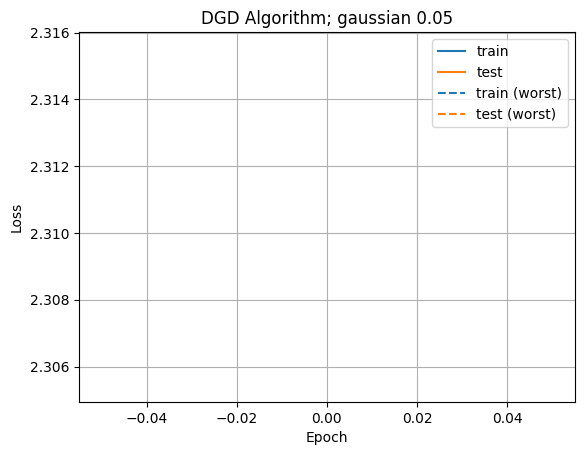 DGD Algorithm; gaussian 0.05
2.316
2.314
2.312
2.310
2.308
2.306
Loss
train
test
train (worst)
test (worst)
−0.04 −0.02 0.00 0.02 0.04
Epoch